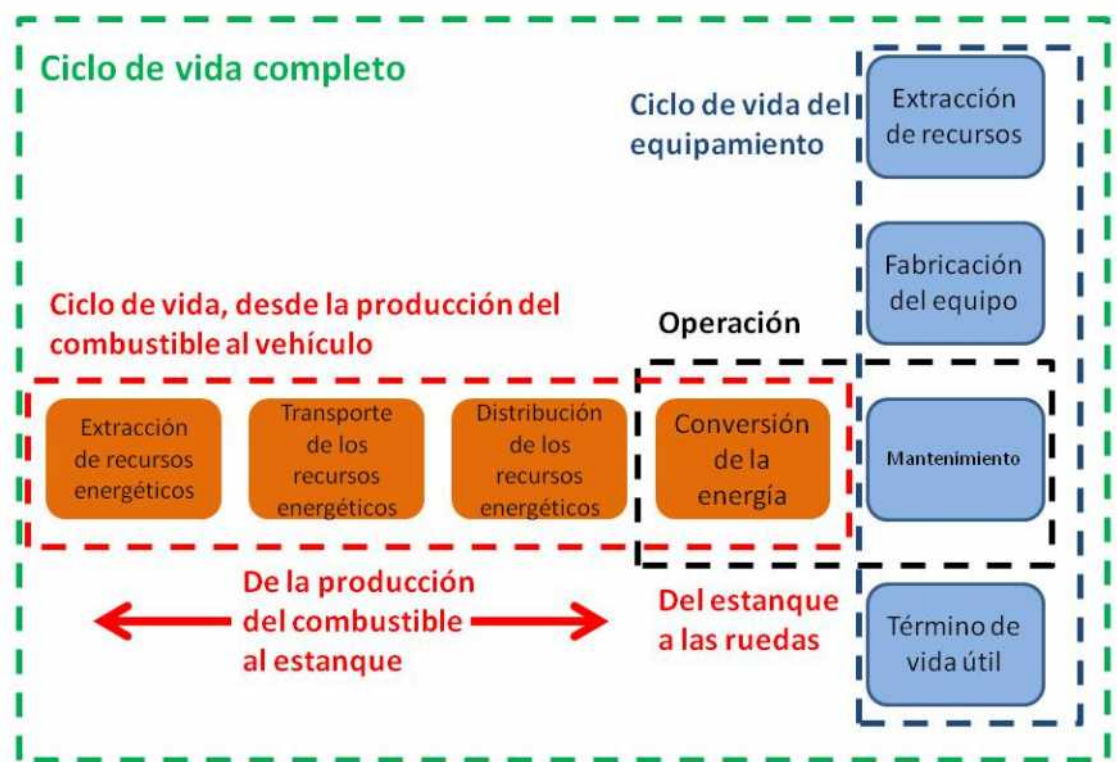 Ciclo de vida completo
Ciclo de vida del
equipamiento
Extracción
de recursos
Fabricación
del equipo
Ciclo de vida, desde la producción del
combustible al vehículo
Operación
Extracción
de recursos
energéticos
Transporte
de los
recursos
energéticos
Distribución
de los
recursos
energéticos
Conversión
de la
energía
Mantenimiento
De la producción
del combustible
al estanque
Del estanque
a las ruedas
Término de
vida útil